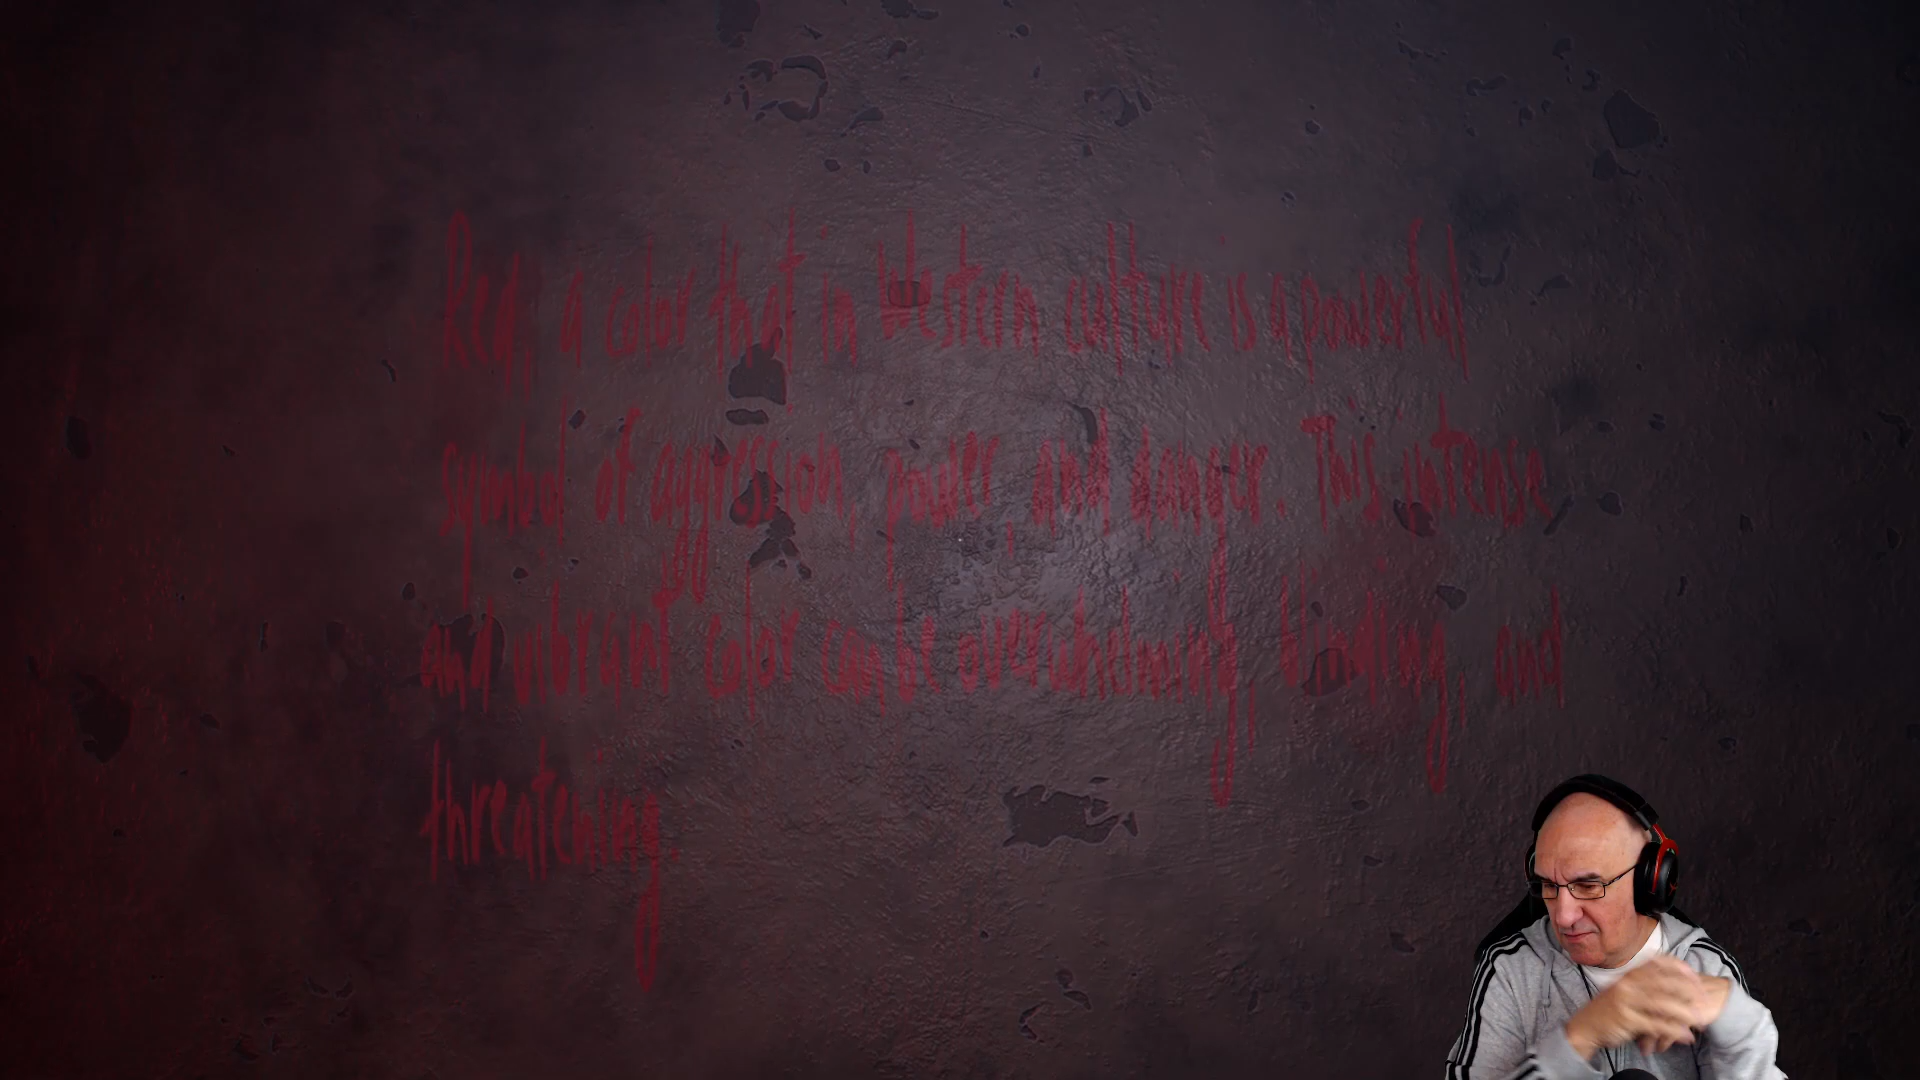 Red, a color that in Western culture is a powerful
symbol of aggression, power, and danger. This intense
and vibrant color can be overwhelming, blinding, and
threatening.